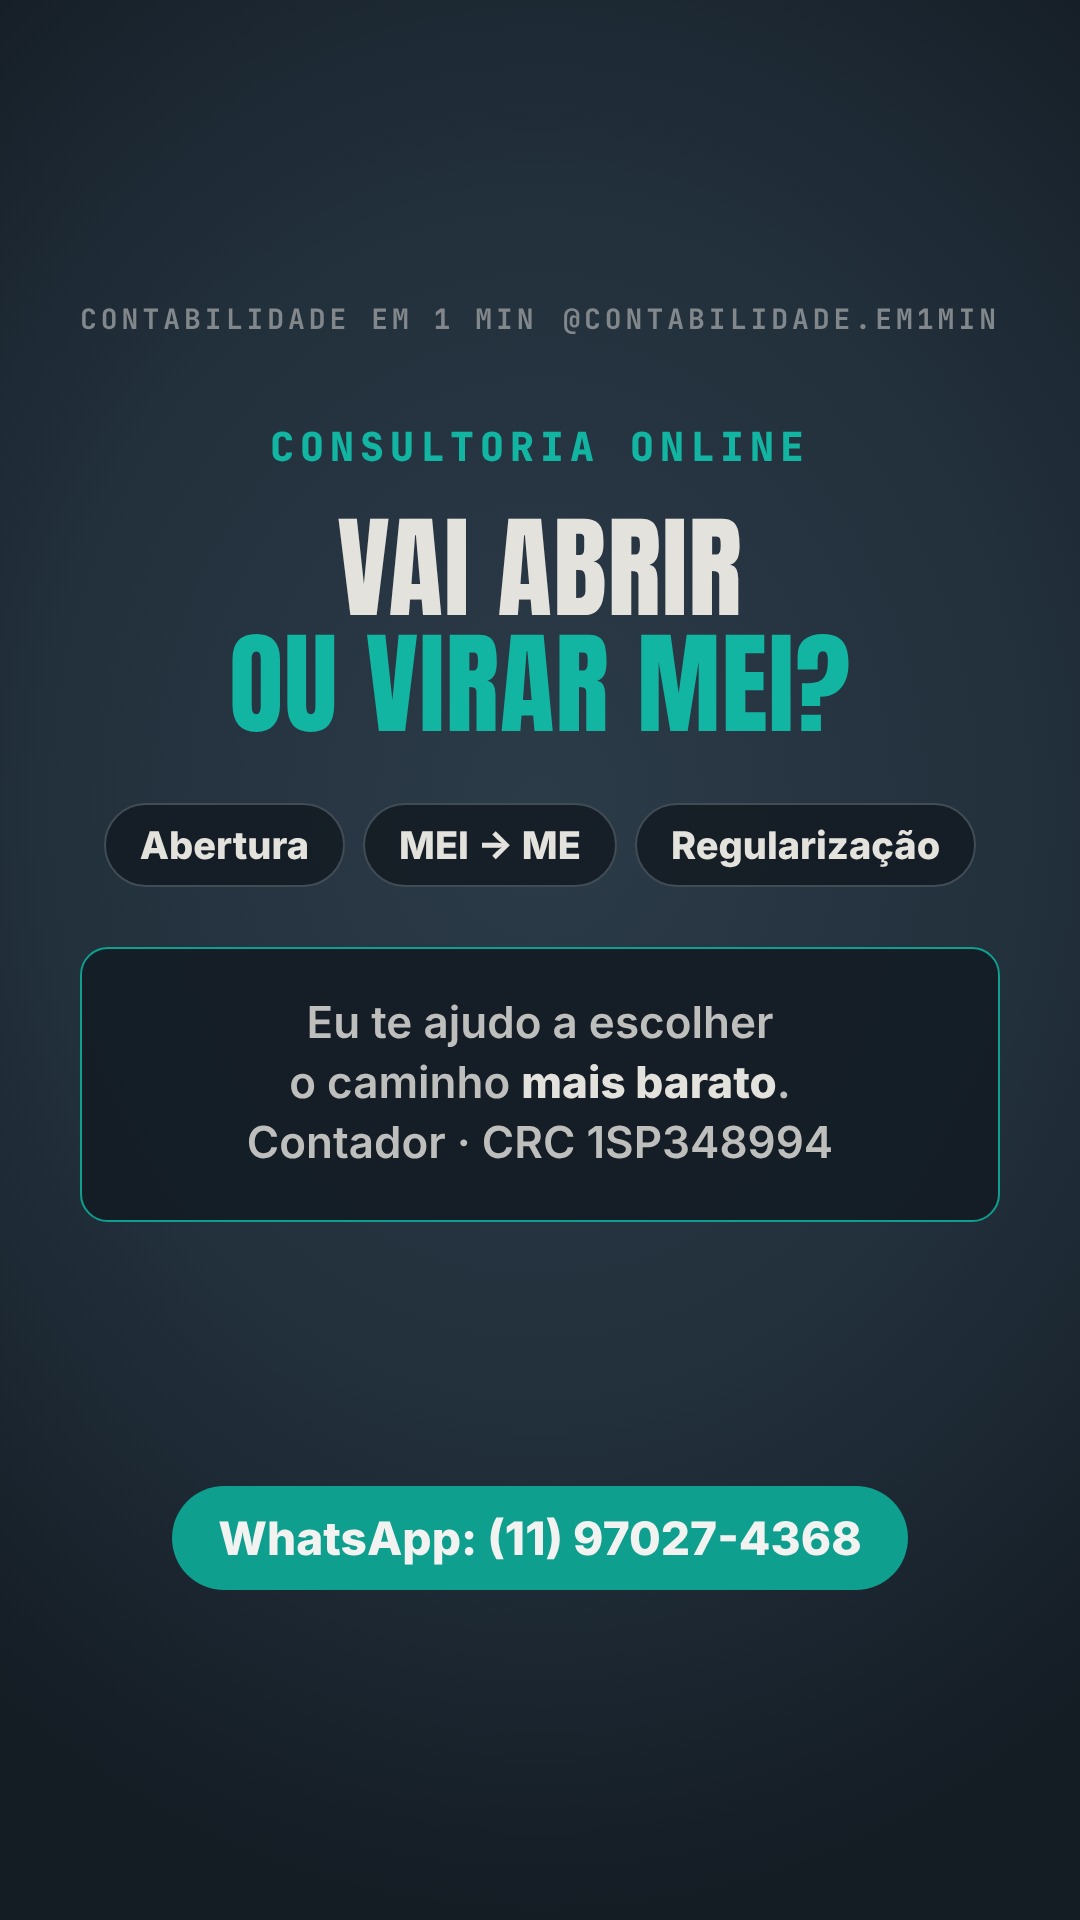 CONTABILIDADE EM 1 MIN @CONTABILIDADE.EM1MIN
CONSULTORIA ONLINE
VAI ABRIR
OU VIRAR MEI?
Abertura MEI → ME Regularização
Eu te ajudo a escolher
o caminho mais barato.
Contador · CRC 1SP348994
WhatsApp: (11) 97027-4368